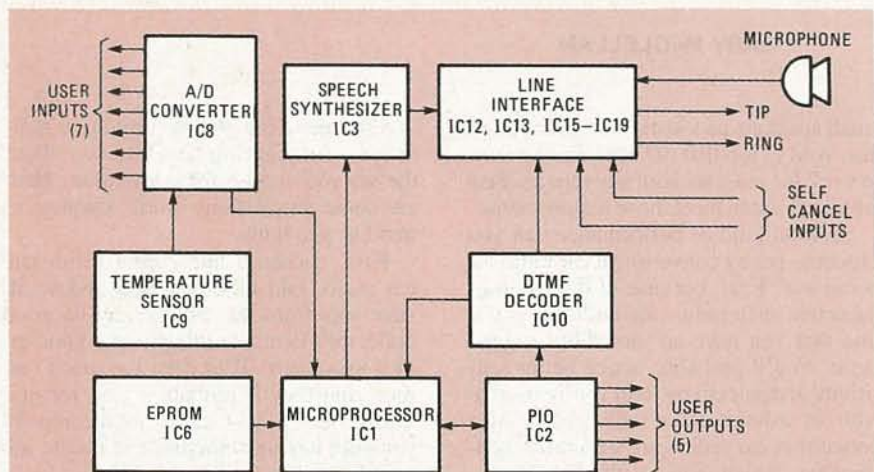 MICROPHONE
USER
INPUTS
(7)
A/D
CONVERTER
IC8
SPEECH
SYNTHESIZER
IC3
LINE
INTERFACE
IC12, IC13, IC15–IC19
TIP
RING
SELF
CANCEL
INPUTS
TEMPERATURE
SENSOR
IC9
DTMF
DECODER
IC10
EPROM
IC6
MICROPROCESSOR
IC1
PIO
IC2
USER
OUTPUTS
(5)